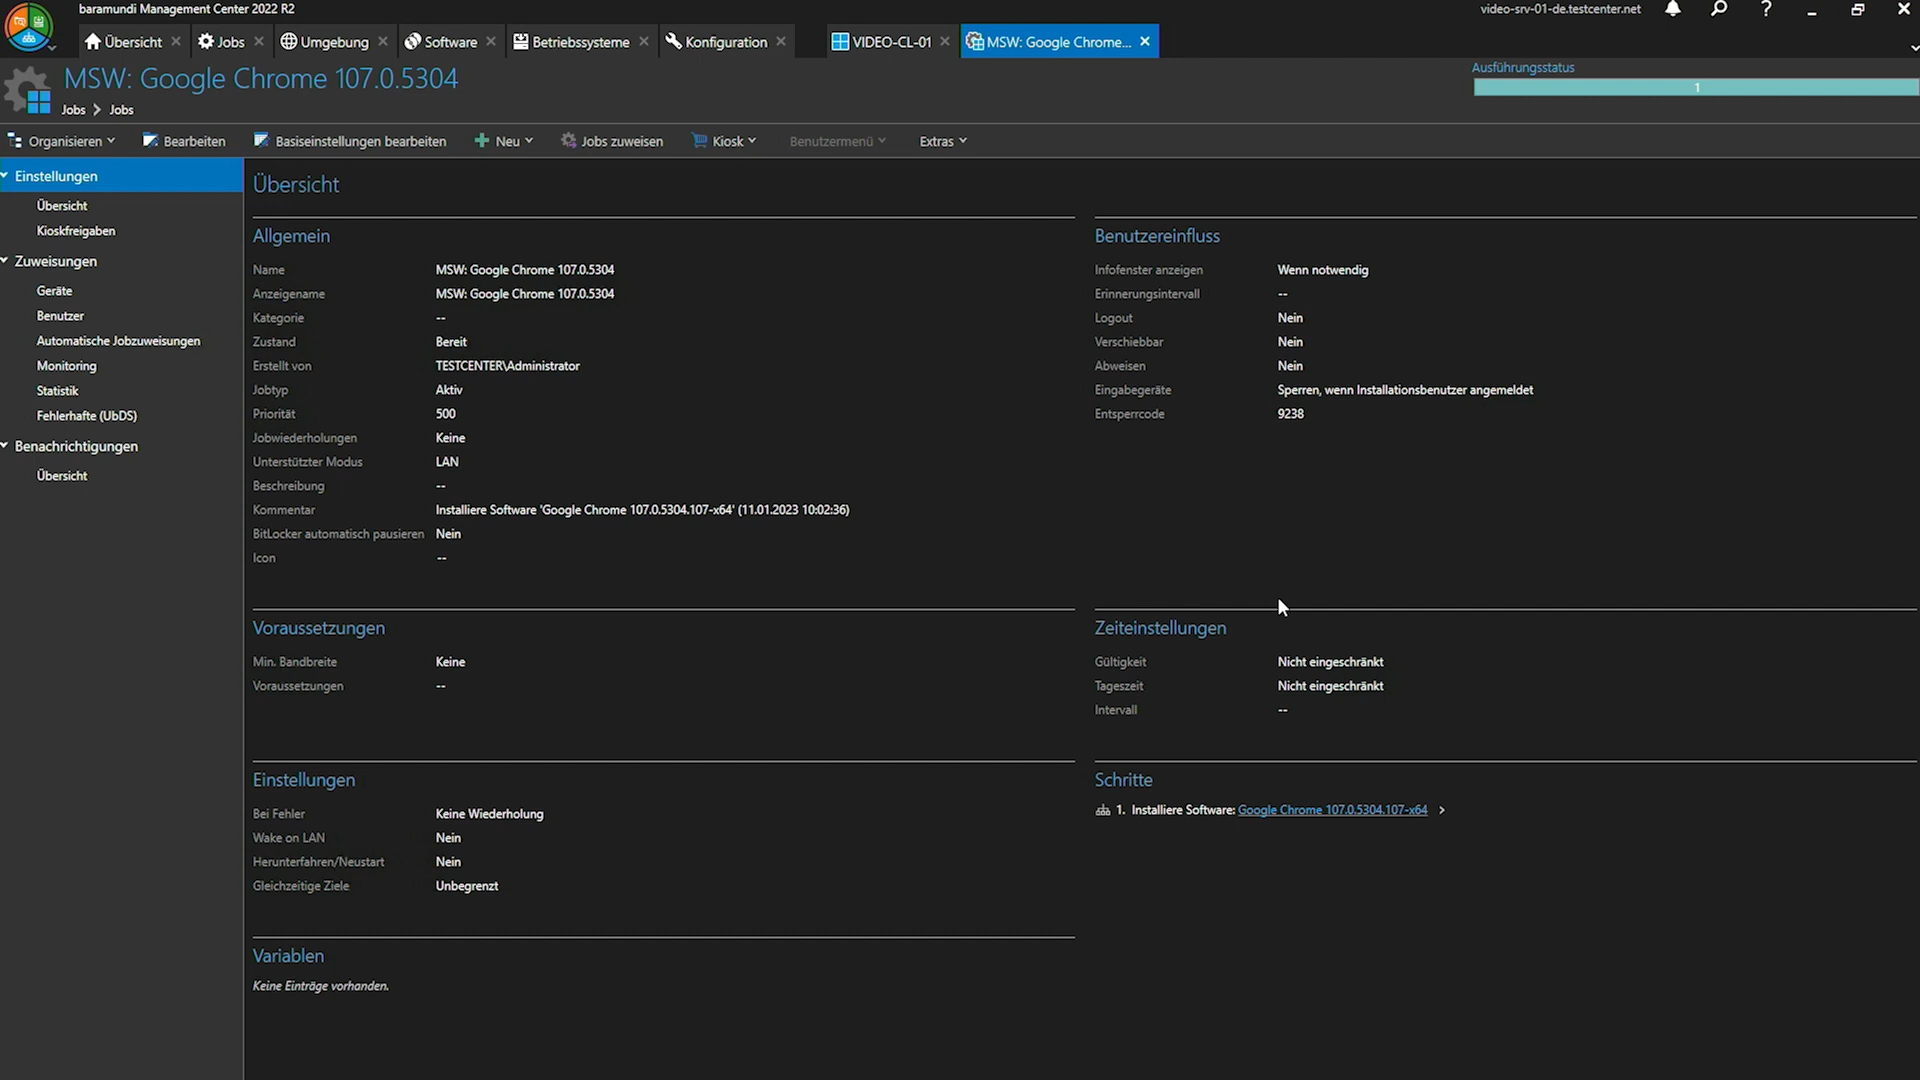 baramundi Management Center 2022 R2
video-srv-01-de.testcenter.net
Übersicht
Jobs
Umgebung
Software
Betriebssysteme
Konfiguration
VIDEO-CL-01
MSW: Google Chrome...
MSW: Google Chrome 107.0.5304
Jobs > Jobs
Ausführungsstatus
1
Organisieren
Bearbeiten
Basiseinstellungen bearbeiten
Neu
Jobs zuweisen
Kiosk
Benutzermenü
Extras
Einstellungen
Übersicht
Kioskfreigaben
Zuweisungen
Geräte
Benutzer
Automatische Jobzuweisungen
Monitoring
Statistik
Fehlerhafte (UbDS)
Benachrichtigungen
Übersicht
Übersicht
Allgemein
Name MSW: Google Chrome 107.0.5304
Anzeigename MSW: Google Chrome 107.0.5304
Kategorie --
Zustand Bereit
Erstellt von TESTCENTER\Administrator
Jobtyp Aktiv
Priorität 500
Jobwiederholungen Keine
Unterstützter Modus LAN
Beschreibung --
Kommentar Installiere Software 'Google Chrome 107.0.5304.107-x64' (11.01.2023 10:02:36)
BitLocker automatisch pausieren Nein
Icon --
Benutzereinfluss
Infofenster anzeigen Wenn notwendig
Erinnerungsintervall --
Logout Nein
Verschiebbar Nein
Abweisen Nein
Eingabegeräte Sperren, wenn Installationsbenutzer angemeldet
Entsperrcode 9238
Voraussetzungen
Min. Bandbreite Keine
Voraussetzungen --
Zeiteinstellungen
Gültigkeit Nicht eingeschränkt
Tageszeit Nicht eingeschränkt
Intervall --
Einstellungen
Bei Fehler Keine Wiederholung
Wake on LAN Nein
Herunterfahren/Neustart Nein
Gleichzeitige Ziele Unbegrenzt
Schritte
1. Installiere Software: Google Chrome 107.0.5304.107-x64 >
Variablen
Keine Einträge vorhanden.